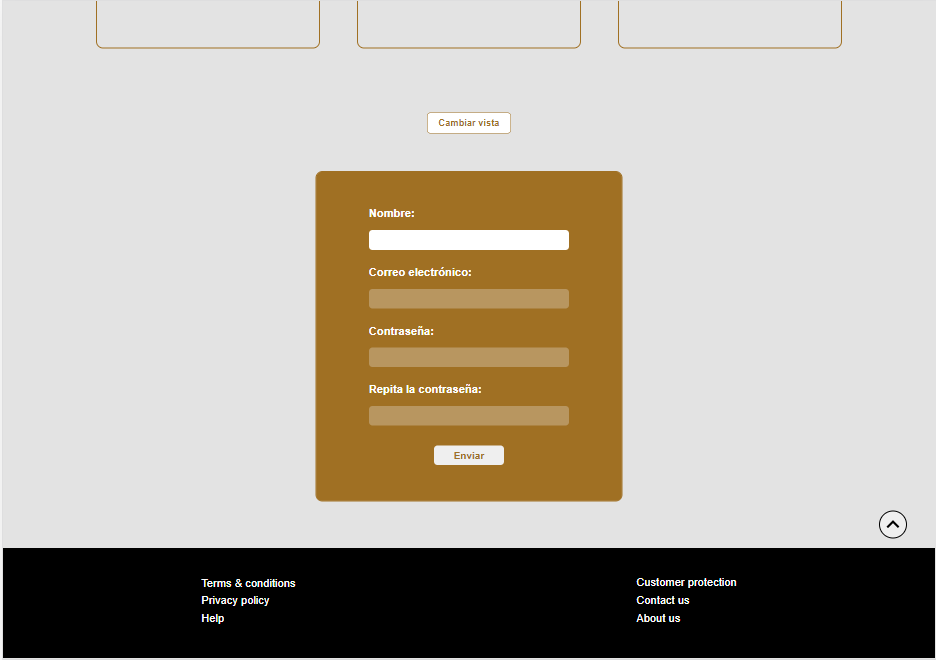 Cambiar vista
Nombre:
Correo electrónico:
Contraseña:
Repita la contraseña:
Enviar
Terms & conditions
Privacy policy
Help
Customer protection
Contact us
About us